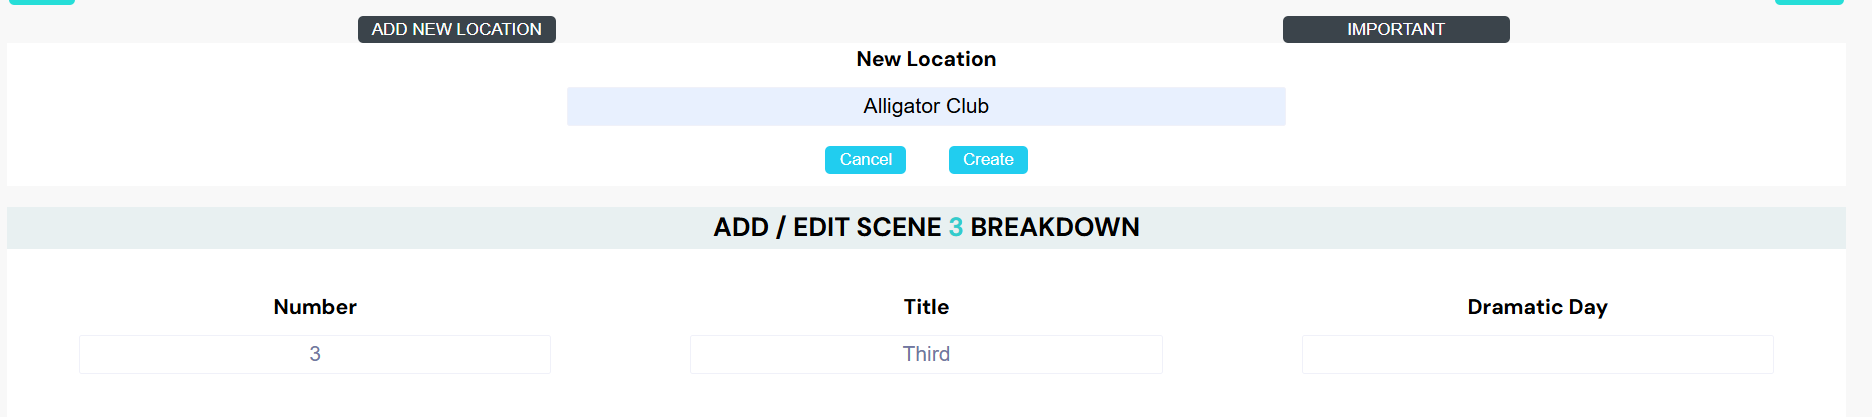 ADD NEW LOCATION
IMPORTANT
New Location
Alligator Club
Cancel
Create
ADD / EDIT SCENE 3 BREAKDOWN
Number
Title
Dramatic Day
3
Third